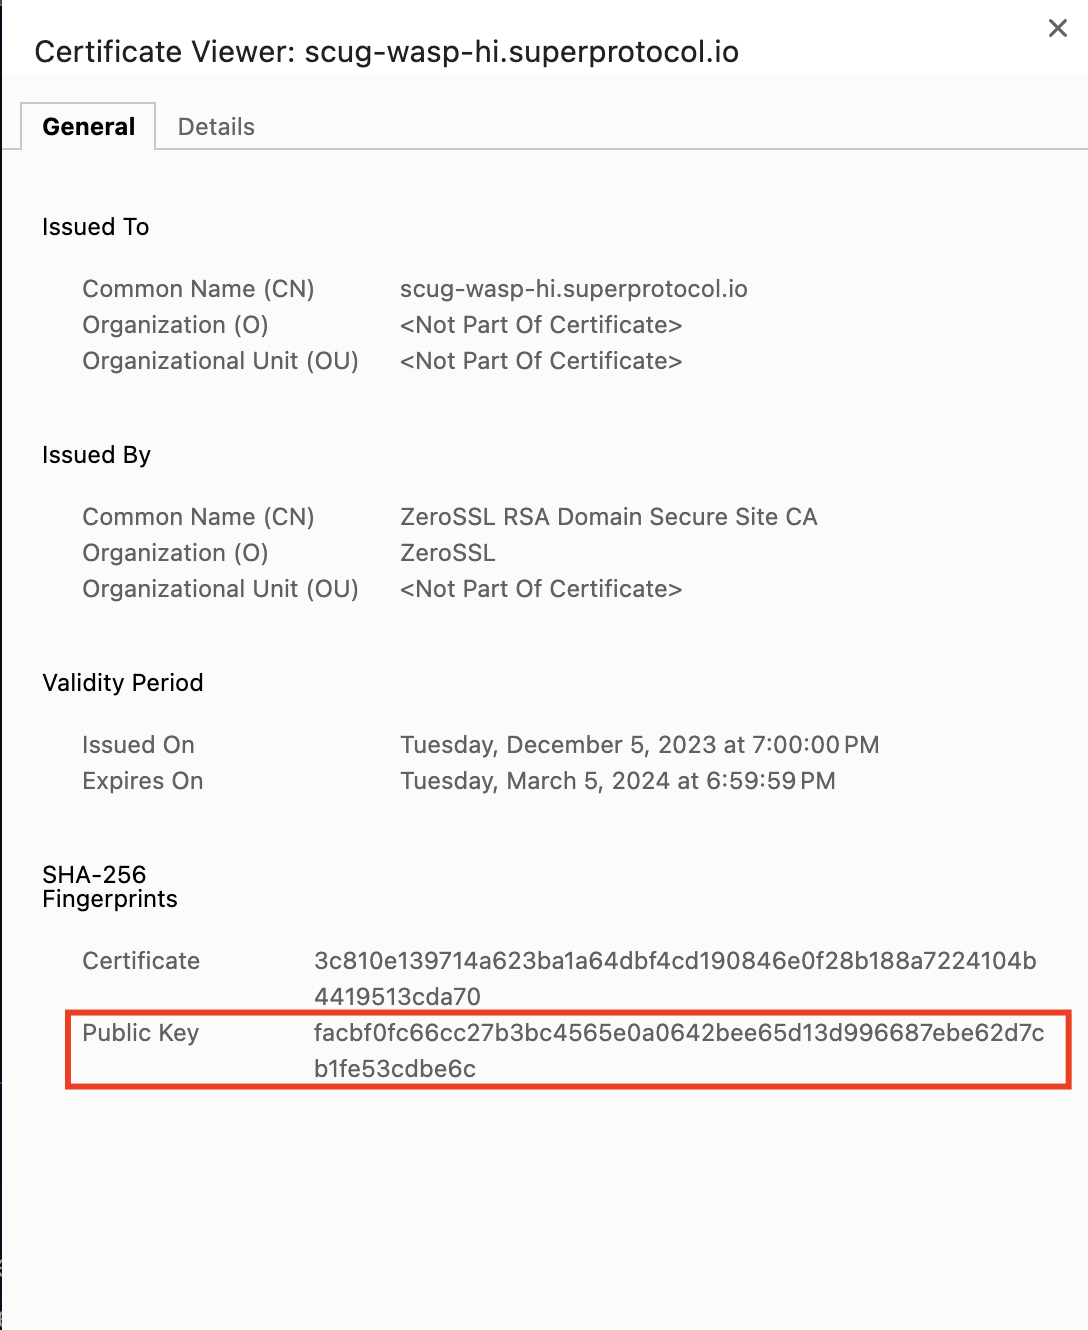 Certificate Viewer: scug-wasp-hi.superprotocol.io
General
Details
Issued To
Common Name (CN) scug-wasp-hi.superprotocol.io
Organization (O) <Not Part Of Certificate>
Organizational Unit (OU) <Not Part Of Certificate>
Issued By
Common Name (CN) ZeroSSL RSA Domain Secure Site CA
Organization (O) ZeroSSL
Organizational Unit (OU) <Not Part Of Certificate>
Validity Period
Issued On Tuesday, December 5, 2023 at 7:00:00 PM
Expires On Tuesday, March 5, 2024 at 6:59:59 PM
SHA-256
Fingerprints
Certificate 3c810e139714a623ba1a64dbf4cd190846e0f28b188a7224104b
4419513cda70
Public Key facbf0fc66cc27b3bc4565e0a0642bee65d13d996687ebe62d7c
b1fe53cdbe6c